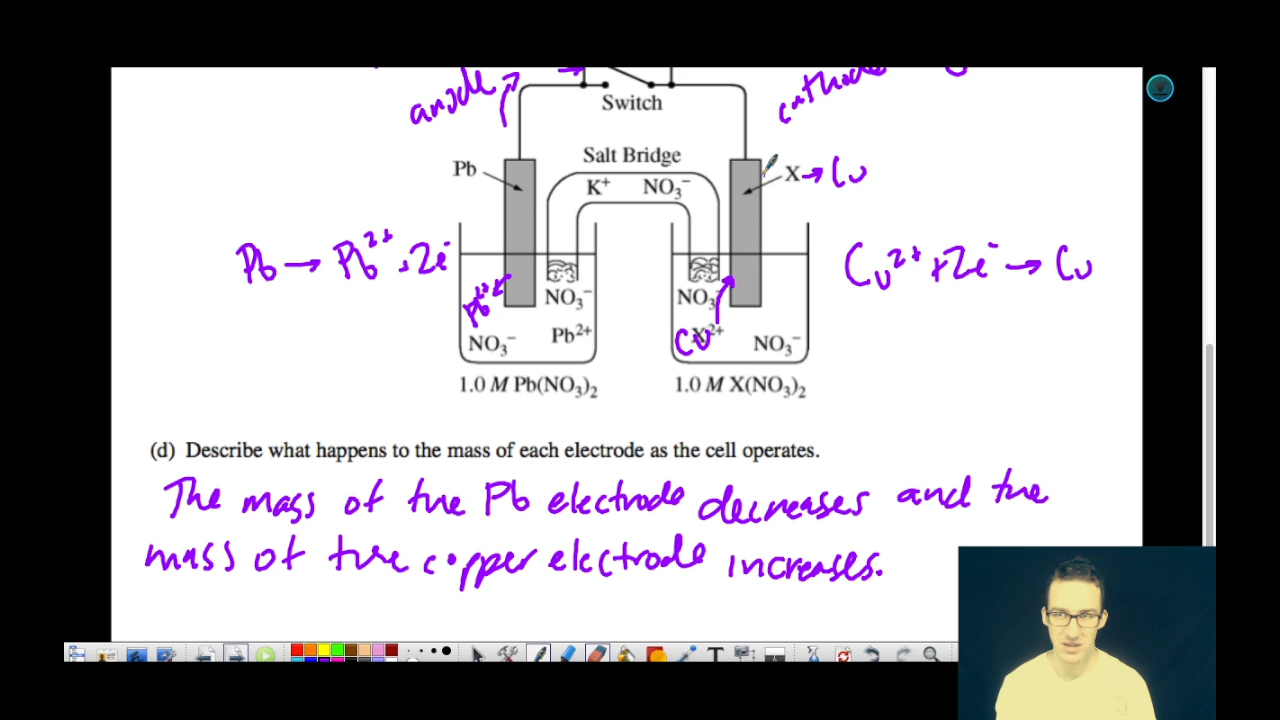 anode
cathode
Switch
Salt Bridge
Pb
K⁺ NO₃⁻
X → Cu
Pb → Pb²⁺ + 2e⁻
Cu²⁺ + 2e⁻ → Cu
Pb²⁺
NO₃⁻
NO₃⁻
Pb²⁺
NO₃⁻
Cu
X²⁺
NO₃⁻
1.0 M Pb(NO₃)₂
1.0 M X(NO₃)₂
(d) Describe what happens to the mass of each electrode as the cell operates.
The mass of the Pb electrode decreases and the
mass of the copper electrode increases.
T